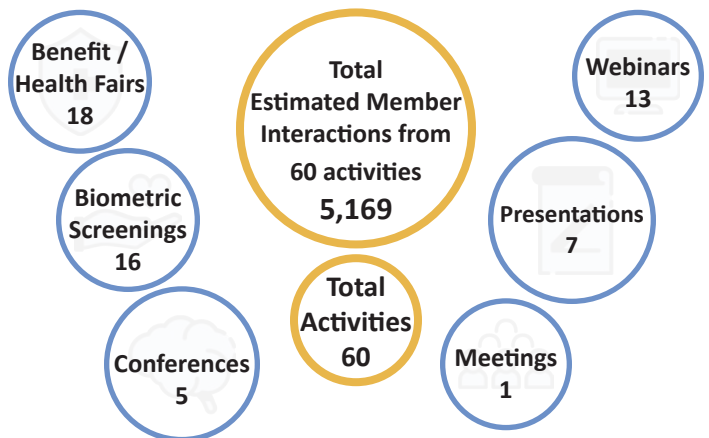 Benefit /
Health Fairs
18
Biometric
Screenings
16
Conferences
5
Total
Estimated Member
Interactions from
60 activities
5,169
Total
Activities
60
Webinars
13
Presentations
7
Meetings
1